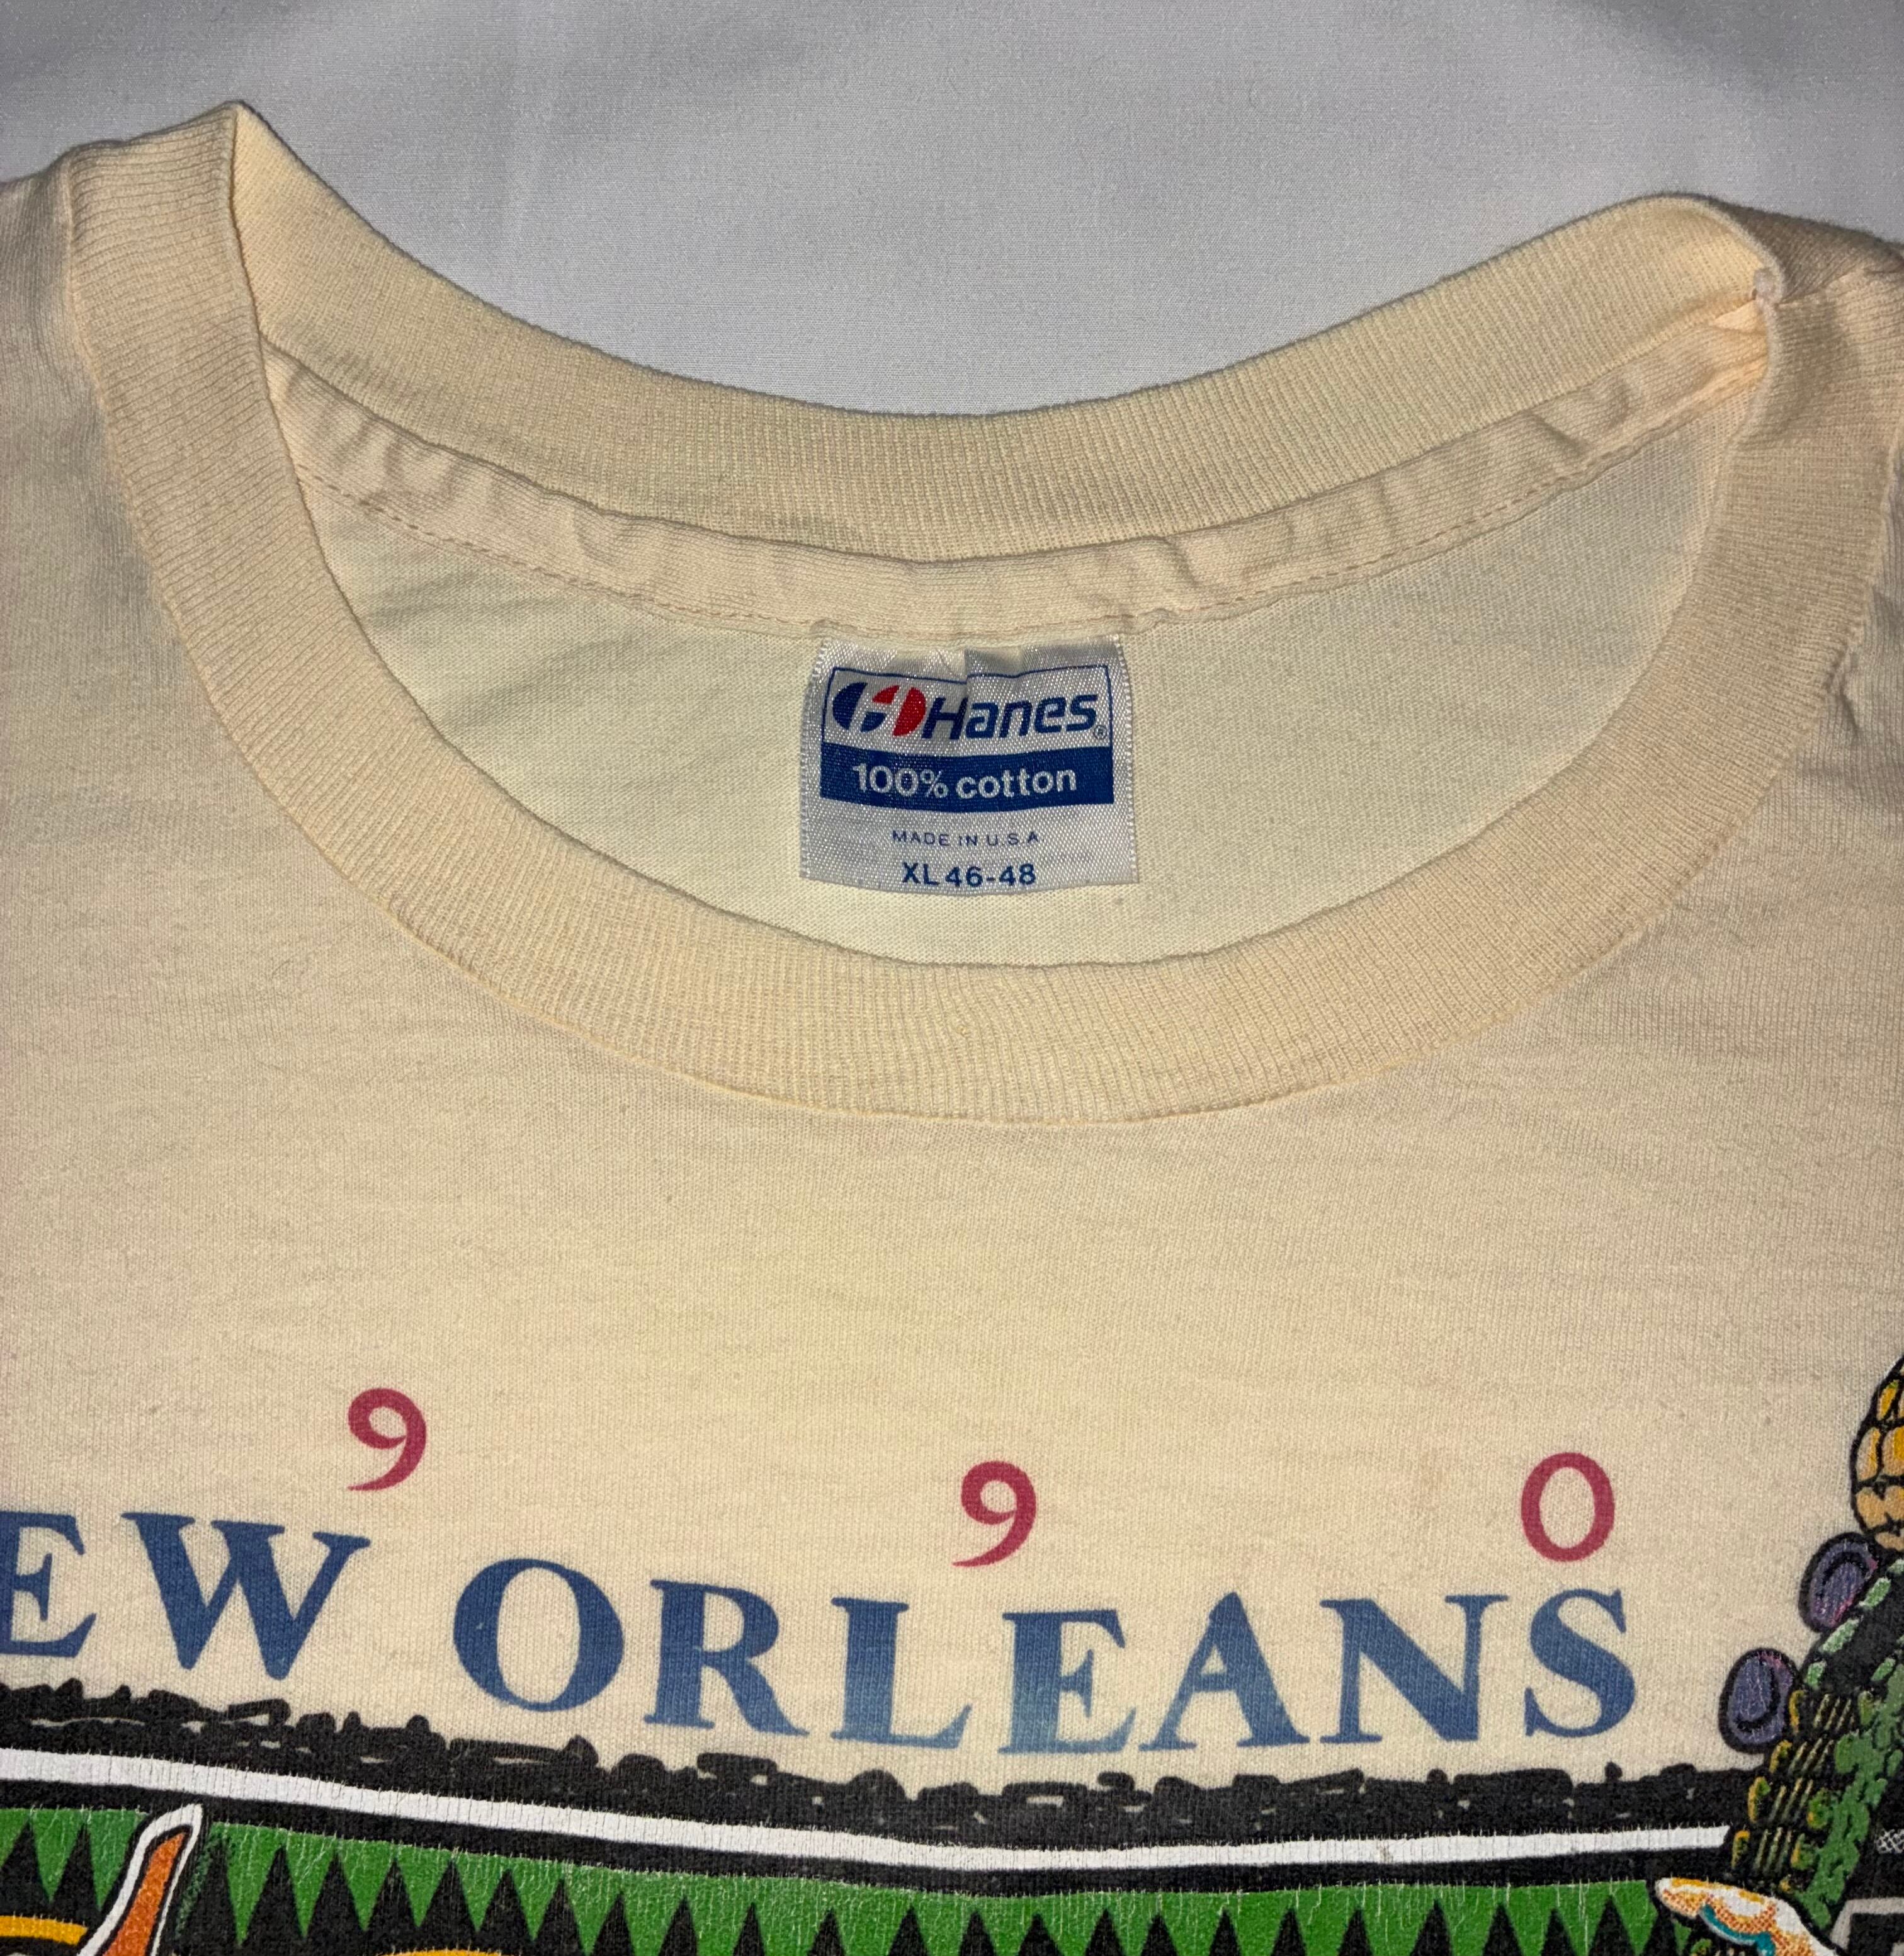 Hanes®
100% cotton
MADE IN U.S.A
XL 46-48
9 9 0
EW ORLEANS